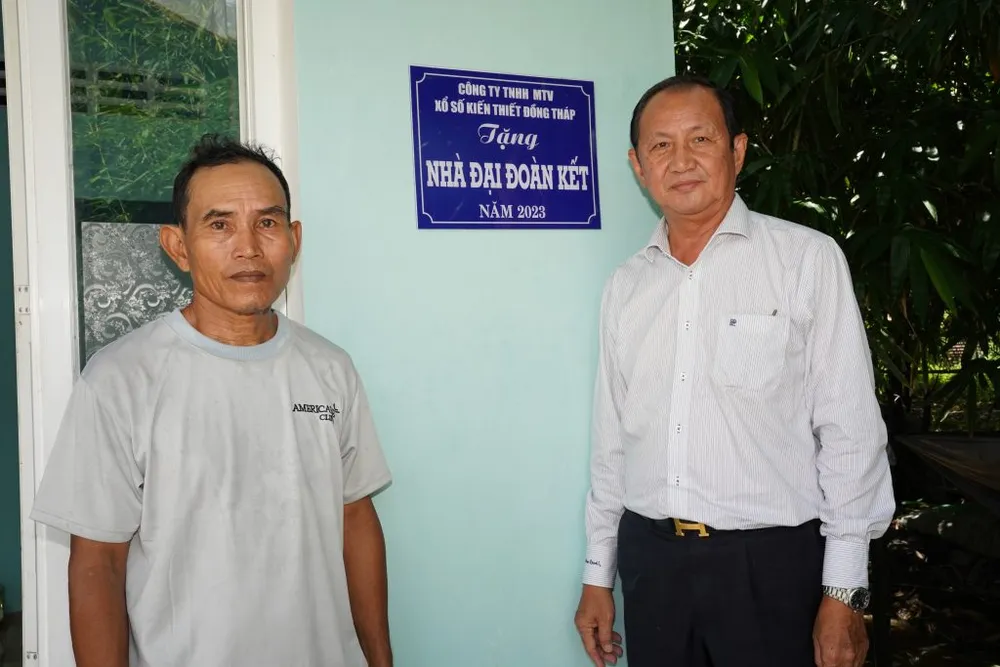 CÔNG TY TNHH MTV
XỔ SỐ KIẾN THIẾT ĐỒNG THÁP
Tặng
NHÀ ĐẠI ĐOÀN KẾT
NĂM 2023